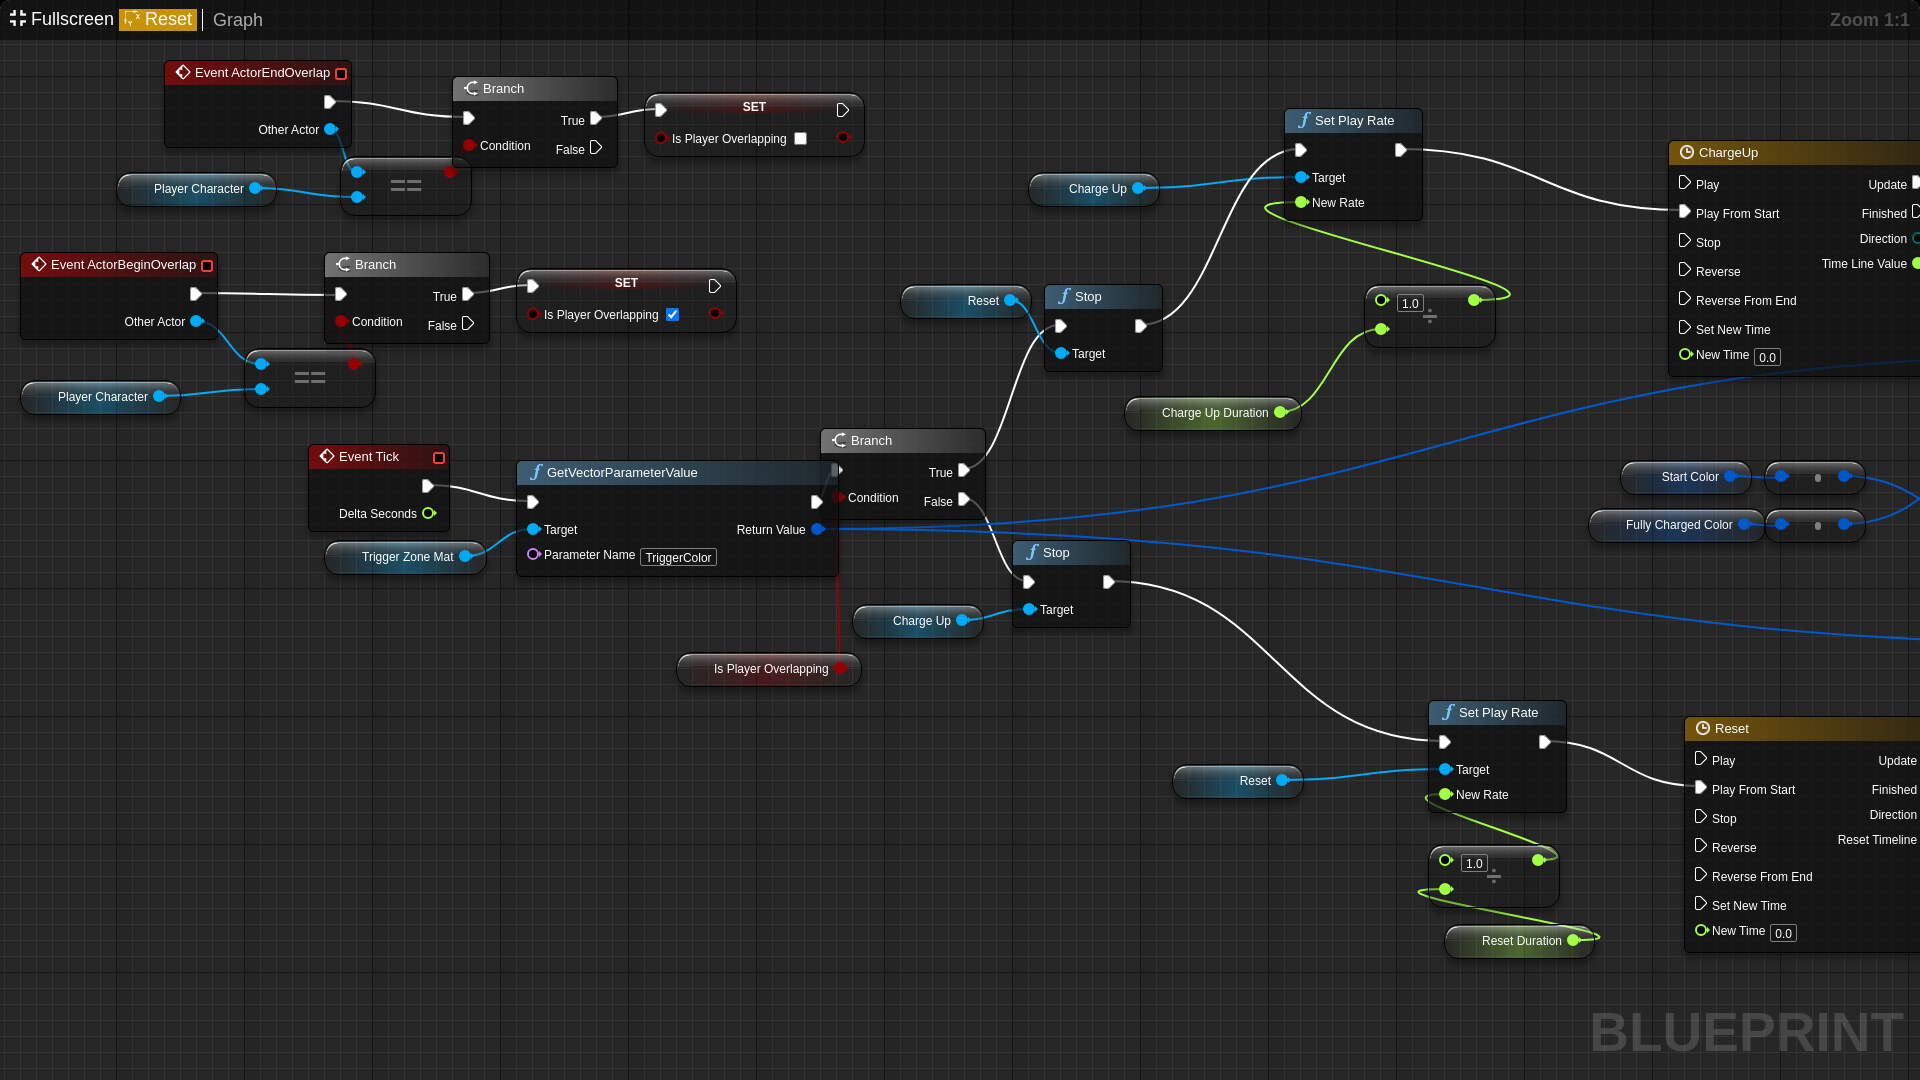 Fullscreen Reset Graph Zoom 1:1
Event ActorEndOverlap
Other Actor
Player Character
==
Branch
True
Condition
False
SET
Is Player Overlapping
Event ActorBeginOverlap
Other Actor
Player Character
==
Branch
True
Condition
False
SET
Is Player Overlapping
Event Tick
Delta Seconds
Trigger Zone Mat
GetVectorParameterValue
Target
Return Value
Parameter Name TriggerColor
Branch
True
Condition
False
Is Player Overlapping
Reset
Stop
Target
Charge Up
Set Play Rate
Target
New Rate
1.0
÷
Charge Up Duration
ChargeUp
Play Update
Play From Start Finished
Stop Direction
Reverse Time Line Value
Reverse From End
Set New Time
New Time 0.0
Start Color
Fully Charged Color
Charge Up
Stop
Target
Reset
Set Play Rate
Target
New Rate
1.0
÷
Reset Duration
Reset
Play Update
Play From Start Finished
Stop Direction
Reverse Reset Timeline
Reverse From End
Set New Time
New Time 0.0
BLUEPRINT